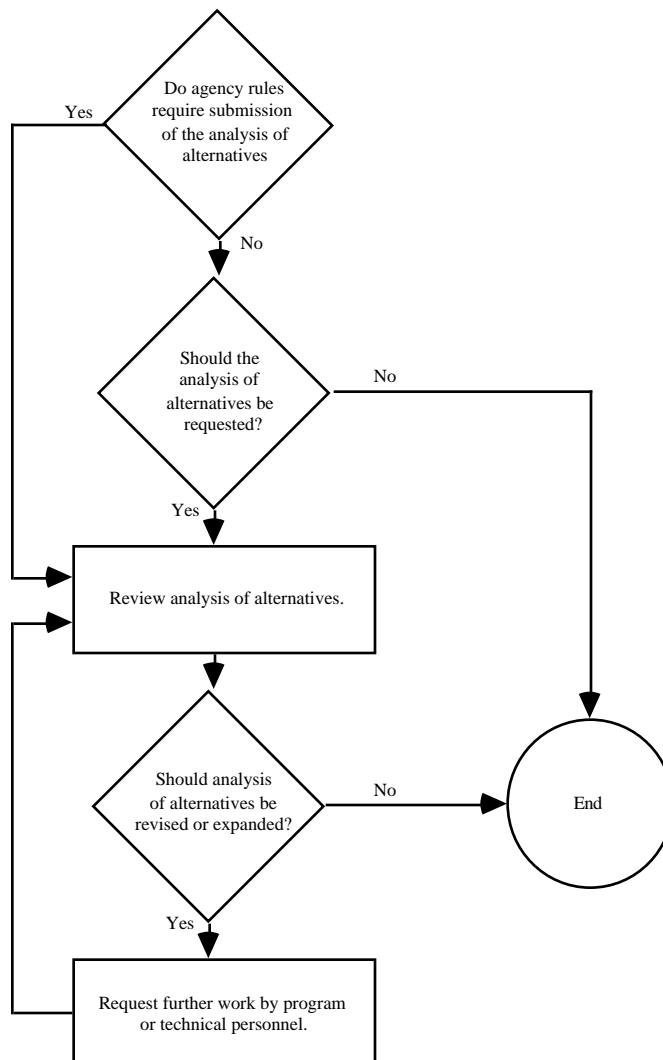 Do agency rules
require submission
of the analysis of
alternatives
Yes
No
Should the
analysis of
alternatives be
requested?
No
Yes
Review analysis of alternatives.
Should analysis
of alternatives be
revised or expanded?
No
End
Yes
Request further work by program
or technical personnel.